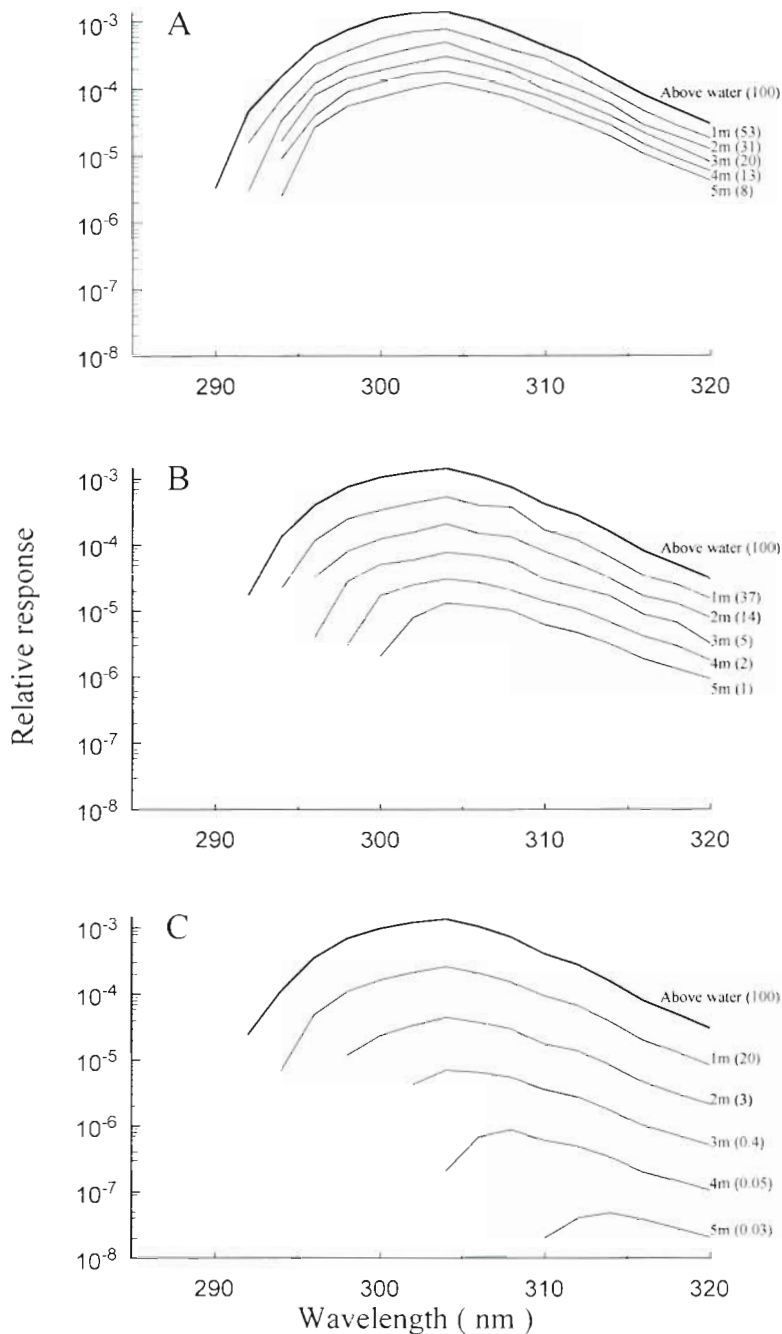 A
10-3
10-4
10-5
10-6
10-7
10-8
290
300
310
320
Above water (100)
1m (53)
2m (31)
3m (20)
4m (13)
5m (8)
B
10-3
10-4
10-5
10-6
10-7
10-8
290
300
310
320
Above water (100)
1m (37)
2m (14)
3m (5)
4m (2)
5m (1)
Relative response
C
10-3
10-4
10-5
10-6
10-7
10-8
290
300
310
320
Above water (100)
1m (20)
2m (3)
3m (0.4)
4m (0.05)
5m (0.03)
Wavelength ( nm )